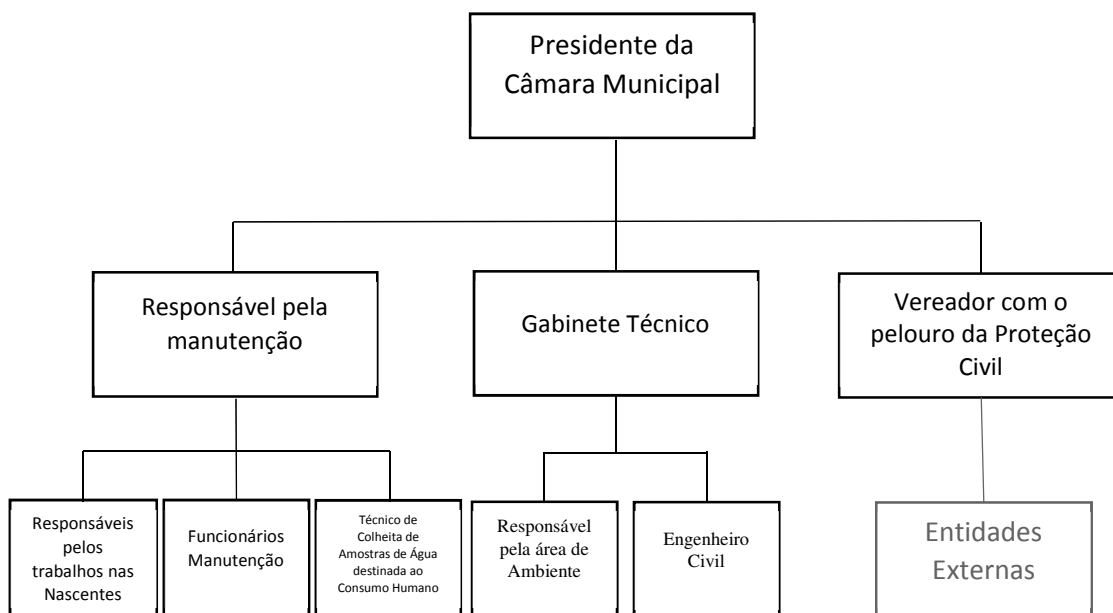 Presidente da
Câmara Municipal
Responsável pela
manutenção
Gabinete Técnico
Vereador com o
pelouro da Proteção
Civil
Responsáveis
pelos
trabalhos nas
Nascentes
Funcionários
Manutenção
Técnico de
Colheita de
Amostras de Água
destinada ao
Consumo Humano
Responsável
pela área de
Ambiente
Engenheiro
Civil
Entidades
Externas